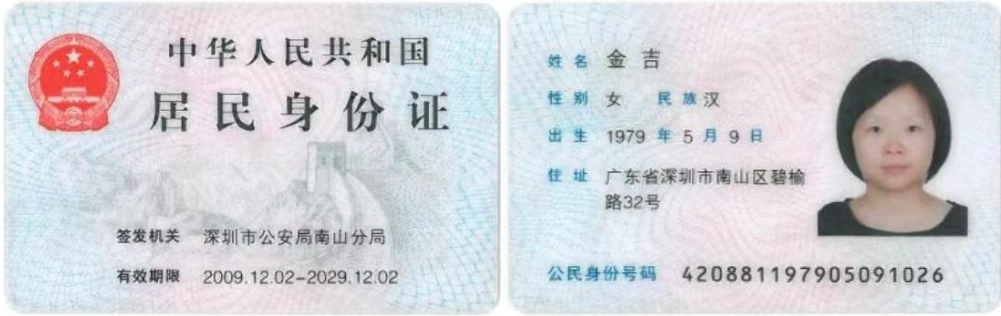 中华人民共和国
居民身份证
签发机关 深圳市公安局南山分局
有效期限 2009.12.02-2029.12.02
姓名 金吉
性别 女 民族 汉
出生 1979 年 5 月 9 日
住址 广东省深圳市南山区碧榆
路32号
公民身份号码 420881197905091026